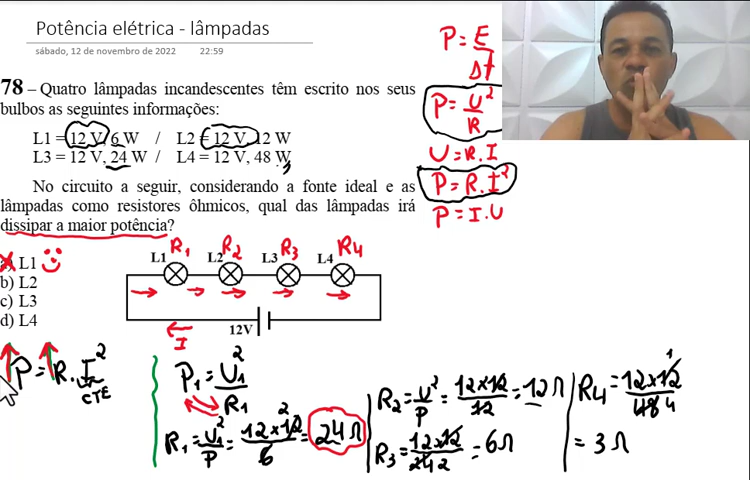 Potência elétrica - lâmpadas
sábado, 12 de novembro de 2022 22:59
P = E
Δt
78 – Quatro lâmpadas incandescentes têm escrito nos seus
bulbos as seguintes informações:
L1 = 12 V, 6 W / L2 = 12 V, 12 W
L3 = 12 V, 24 W / L4 = 12 V, 48 W,
P = U²
R
U = R.I
P = R.I²
P = I.U
No circuito a seguir, considerando a fonte ideal e as
lâmpadas como resistores ôhmicos, qual das lâmpadas irá
dissipar a maior potência?
R1 R2 R3 R4
a) L1
b) L2
c) L3
d) L4
L1 L2 L3 L4
12V
I
P = R.I²
CTE
P1 = U1²
R1
R1 = U1² = 12 x 12 2 = 24 Ω
P 6
R2 = U² = 12 x 12 = 12 Ω
P 12
R3 = 12 x 12 = 6 Ω
24 2
R4 = 12 x 12 1
48 4
= 3 Ω